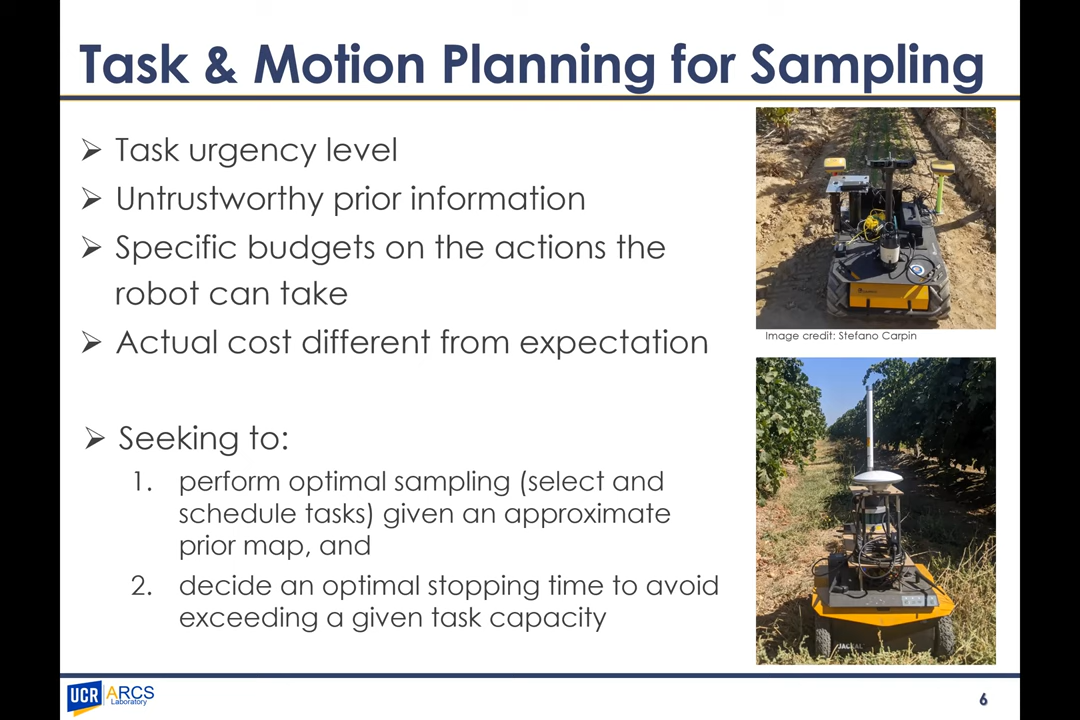 Task & Motion Planning for Sampling
➢ Task urgency level
➢ Untrustworthy prior information
➢ Specific budgets on the actions the
robot can take
➢ Actual cost different from expectation
➢ Seeking to:
1. perform optimal sampling (select and
schedule tasks) given an approximate
prior map, and
2. decide an optimal stopping time to avoid
exceeding a given task capacity
Image credit: Stefano Carpin
JACKAL
UCR ARCS
Laboratory
6